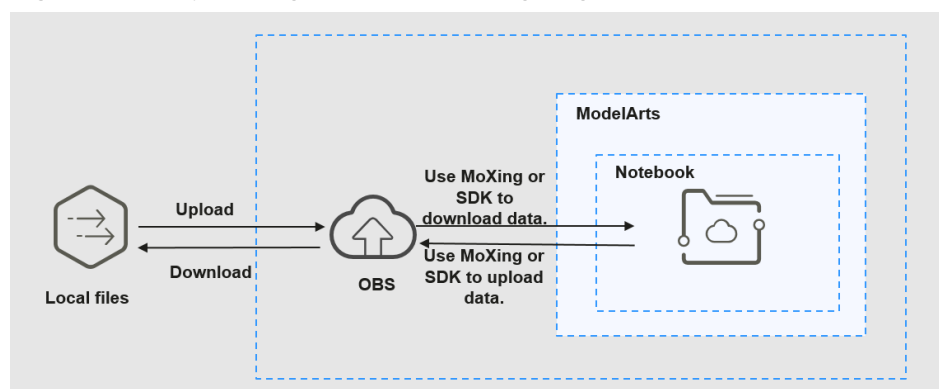 ModelArts
Use MoXing or
SDK to
download data.
Notebook
Upload
Download
Use MoXing or
SDK to upload
data.
OBS
Local files